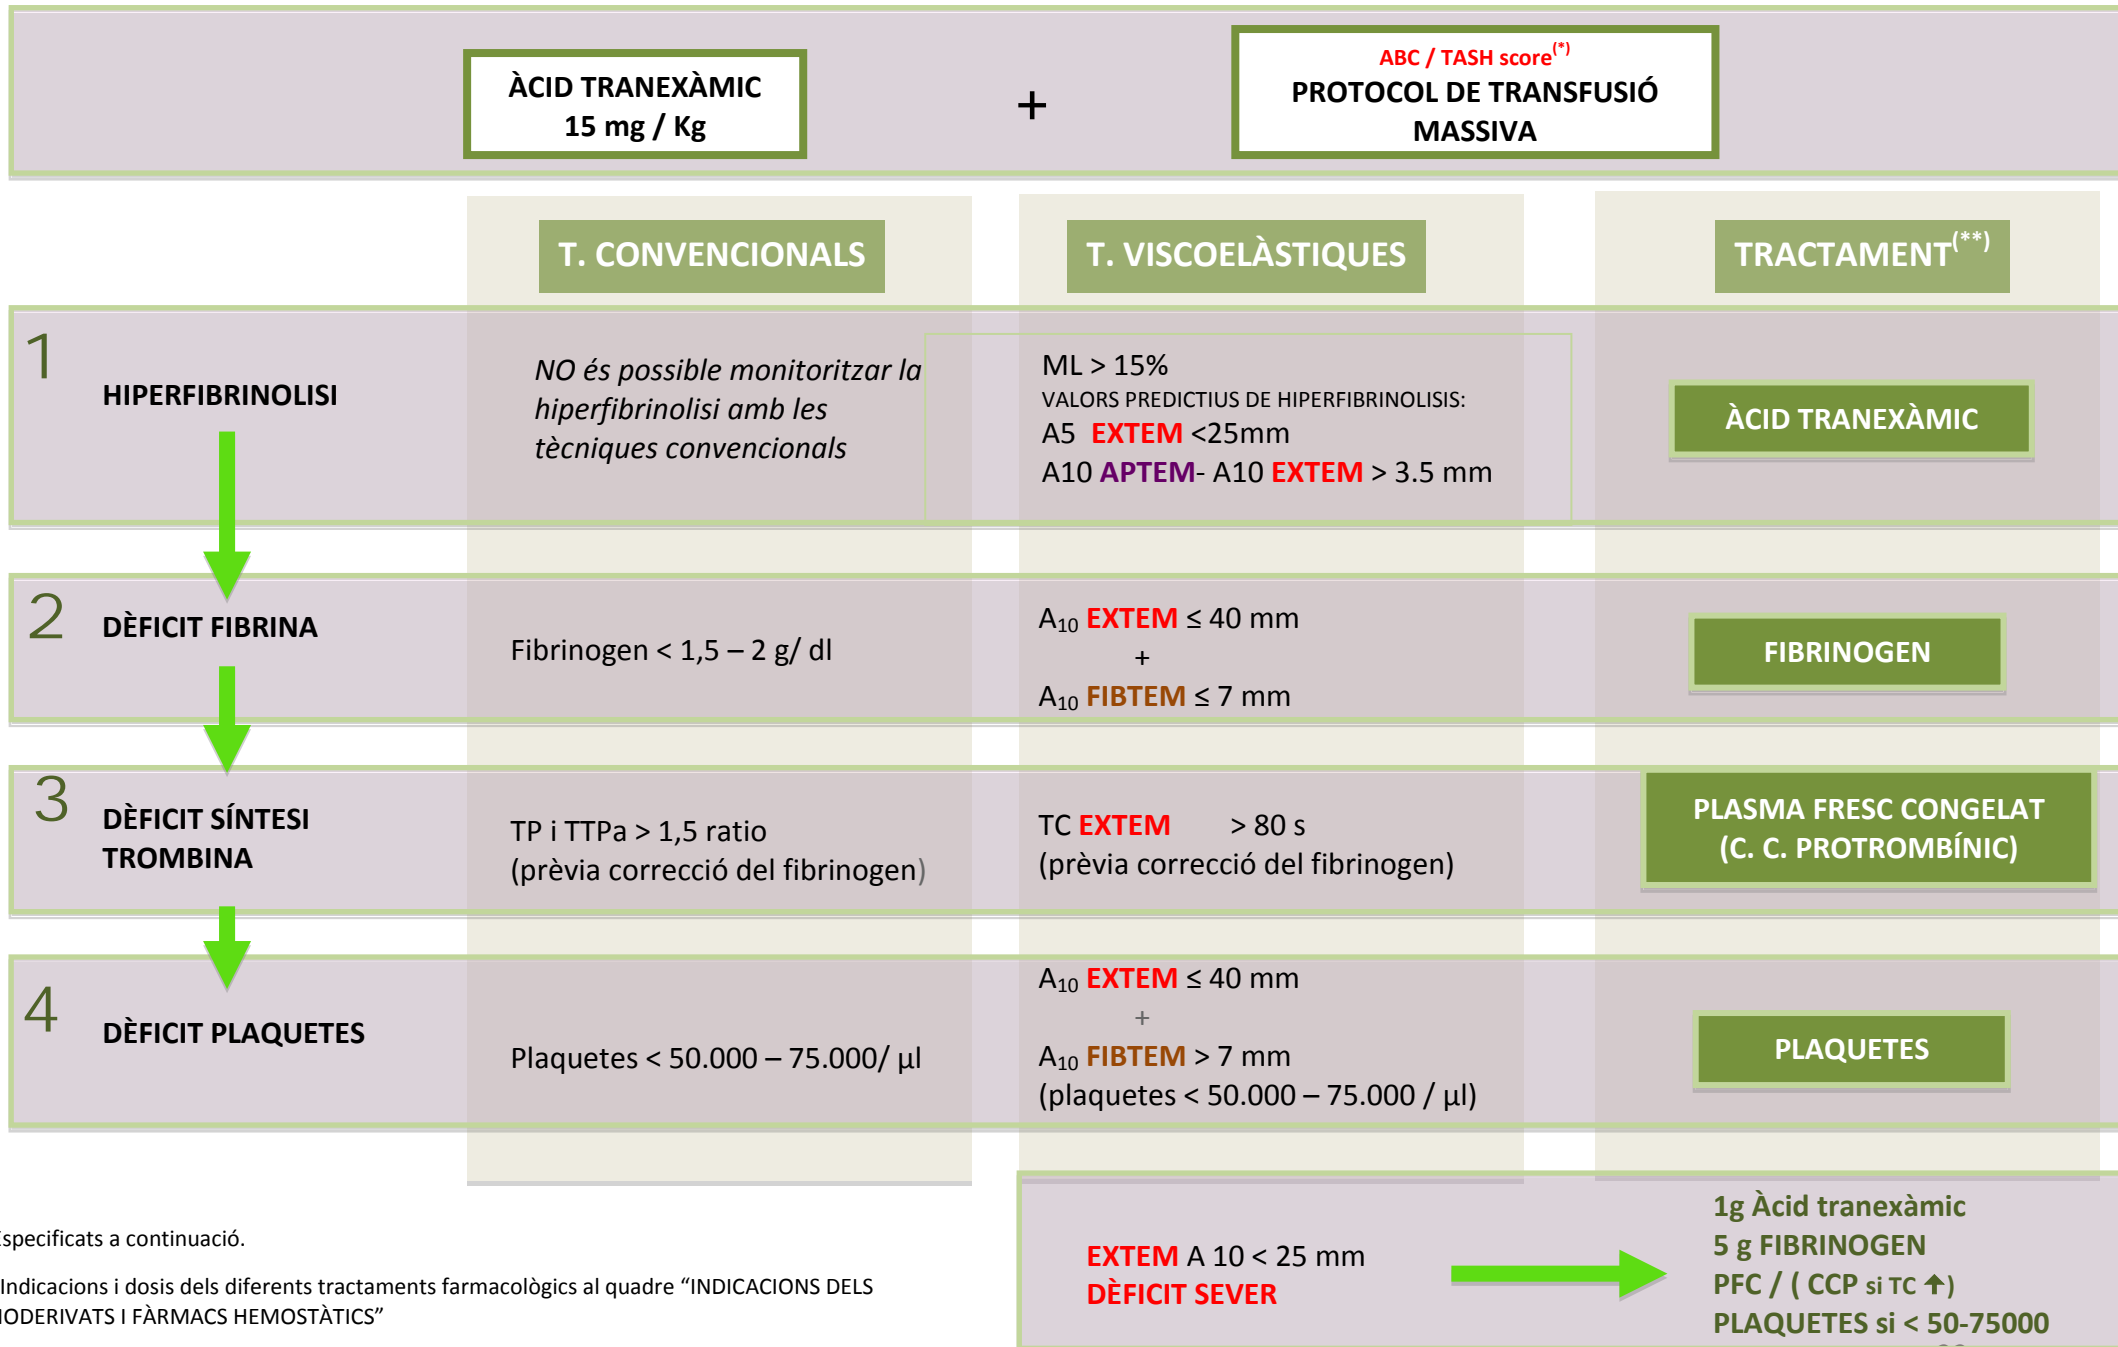 ÀCID TRANEXÀMIC
15 mg / Kg
+
ABC / TASH score(*)
PROTOCOL DE TRANSFUSIÓ
MASSIVA
T. CONVENCIONALS
T. VISCOELÀSTIQUES
TRACTAMENT(**)
1
HIPERFIBRINOLISI
NO és possible monitoritzar la
hiperfibrinolisi amb les
tècniques convencionals
ML > 15%
VALORS PREDICTIUS DE HIPERFIBRINOLISIS:
A5 EXTEM <25mm
A10 APTEM- A10 EXTEM > 3.5 mm
ÀCID TRANEXÀMIC
2
DÈFICIT FIBRINA
Fibrinogen < 1,5 – 2 g/ dl
A10 EXTEM ≤ 40 mm
+
A10 FIBTEM ≤ 7 mm
FIBRINOGEN
3
DÈFICIT SÍNTESI
TROMBINA
TP i TTPa > 1,5 ratio
(prèvia correcció del fibrinogen)
TC EXTEM > 80 s
(prèvia correcció del fibrinogen)
PLASMA FRESC CONGELAT
(C. C. PROTROMBÍNIC)
4
DÈFICIT PLAQUETES
Plaquetes < 50.000 – 75.000/ µl
A10 EXTEM ≤ 40 mm
+
A10 FIBTEM > 7 mm
(plaquetes < 50.000 – 75.000 / µl)
PLAQUETES
Especificats a continuació.
Indicacions i dosis dels diferents tractaments farmacològics al quadre “INDICACIONS DELS
MODERIVATS I FÀRMACS HEMOSTÀTICS”
EXTEM A 10 < 25 mm
DÈFICIT SEVER
1g Àcid tranexàmic
5 g FIBRINOGEN
PFC / ( CCP si TC ↑)
PLAQUETES si < 50-75000